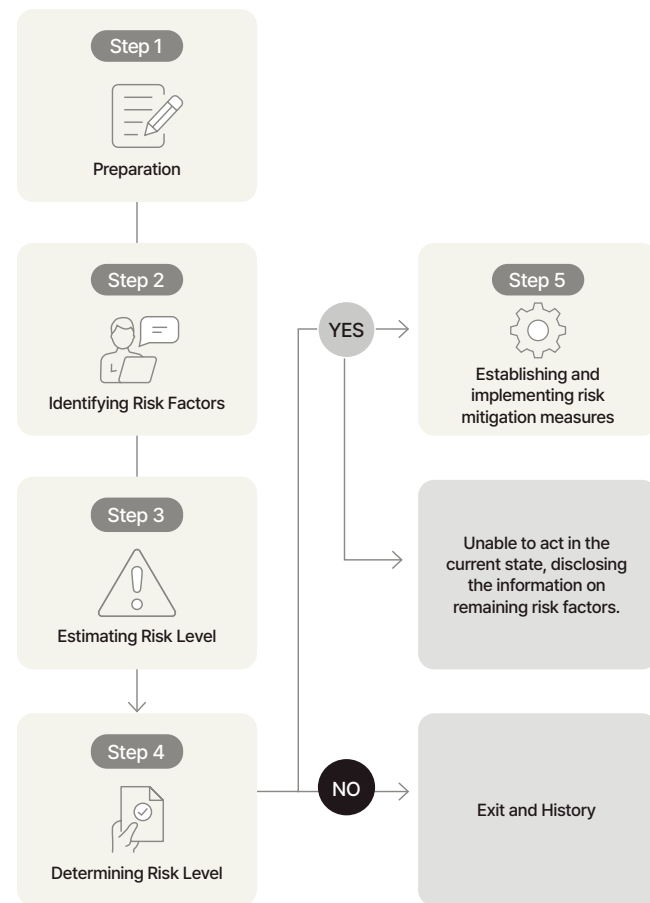 Step 1
Preparation
Step 2
Identifying Risk Factors
Step 3
Estimating Risk Level
Step 4
Determining Risk Level
YES
NO
Step 5
Establishing and
implementing risk
mitigation measures
Unable to act in the
current state, disclosing
the information on
remaining risk factors.
Exit and History